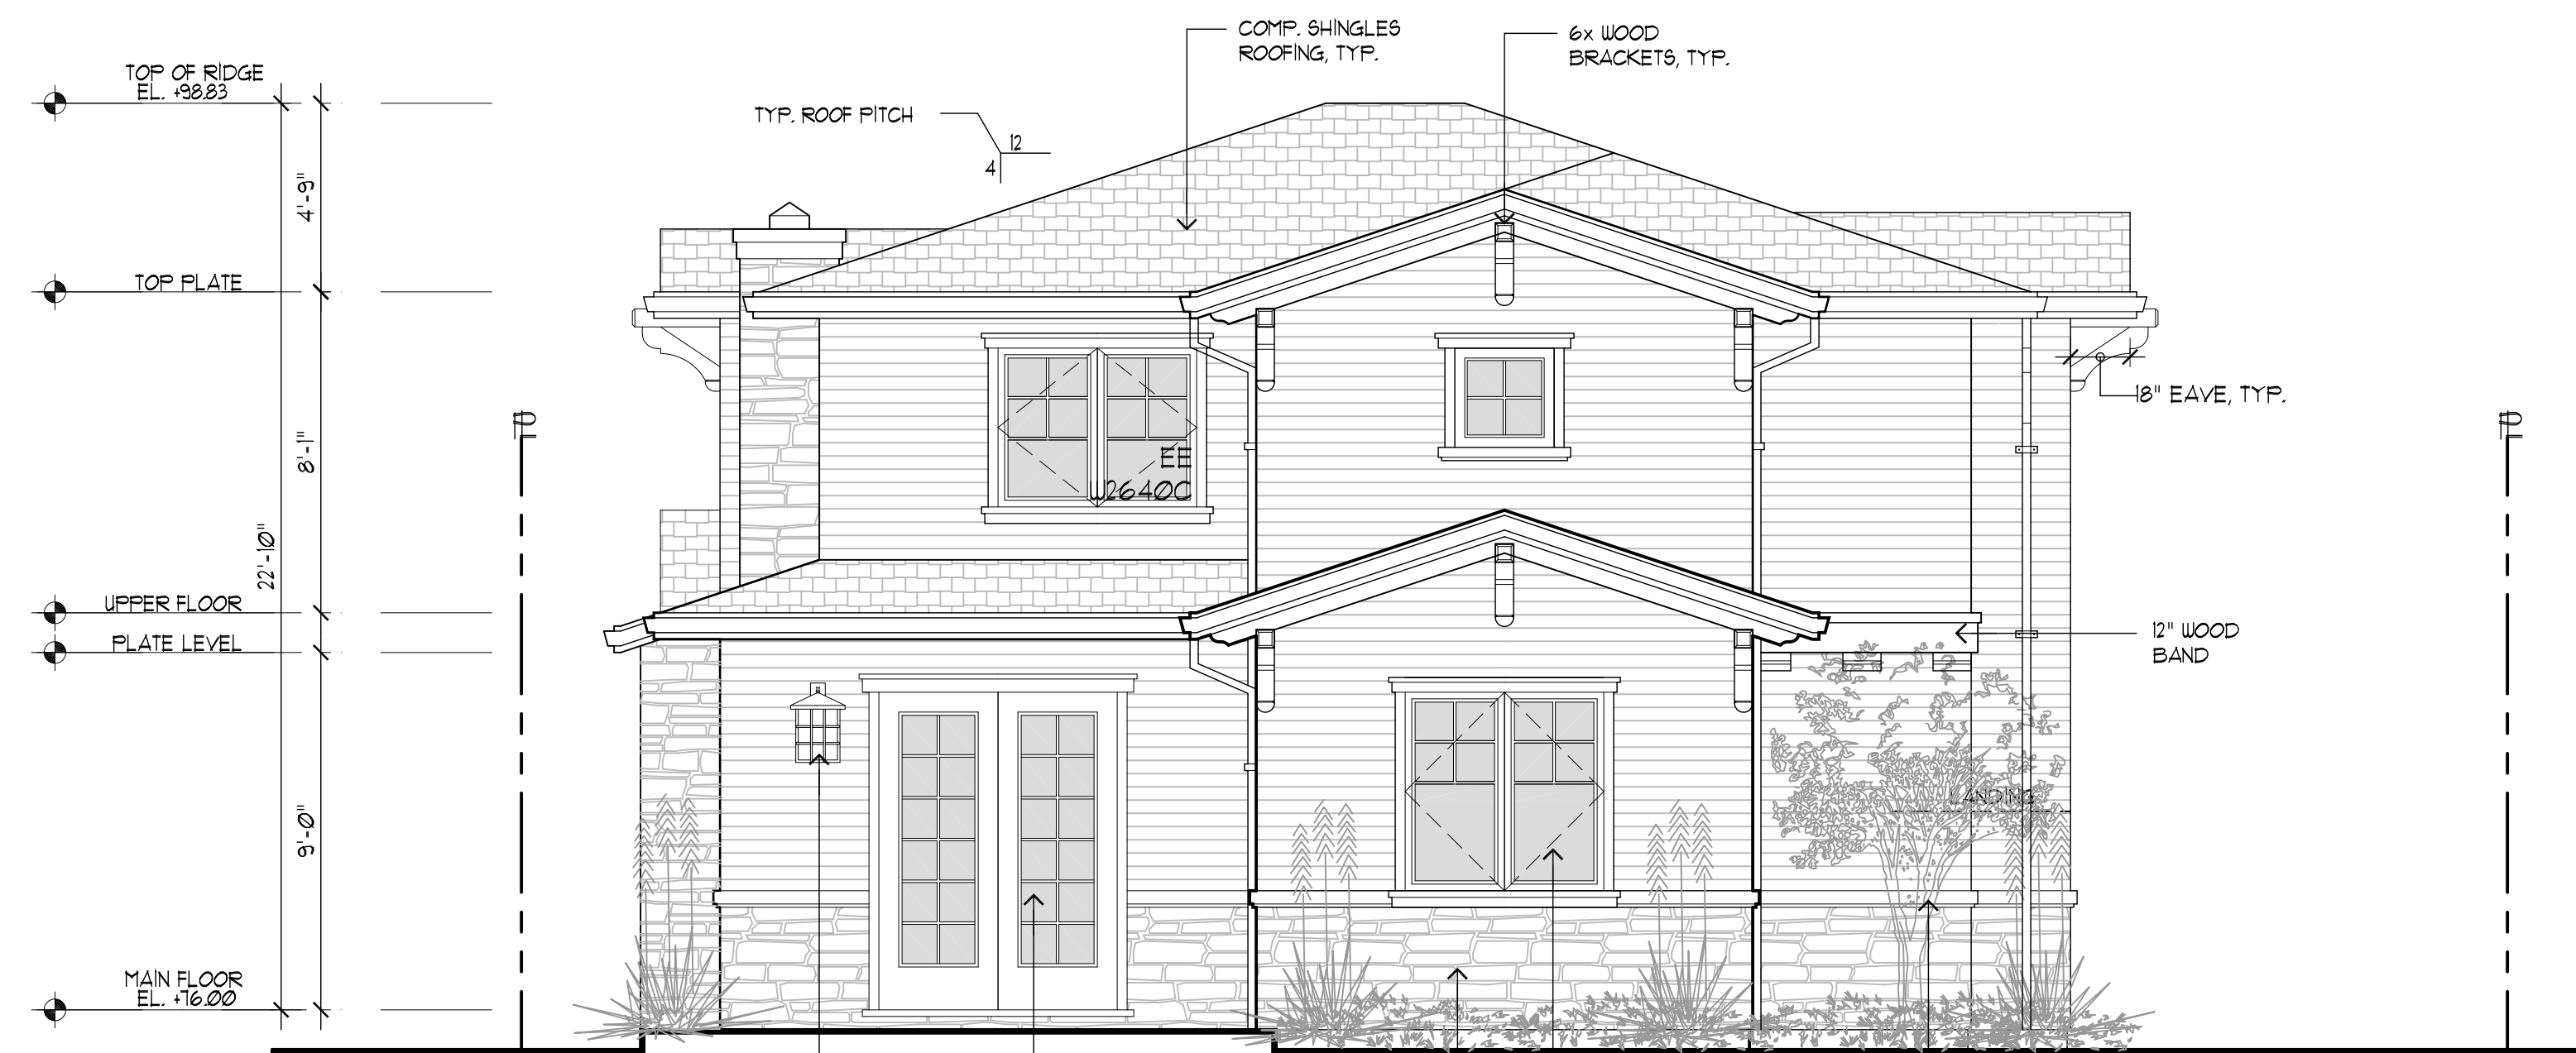 COMP. SHINGLES
ROOFING, TYP.
6x WOOD
BRACKETS, TYP.
TOP OF RIDGE
EL. +98.83
TYP. ROOF PITCH
12
4
4'-9"
TOP PLATE
18" EAVE, TYP.
PL
PL
8'-1"
EE
W2640C
22'-10"
UPPER FLOOR
PLATE LEVEL
12" WOOD
BAND
LANDING
9'-0"
MAIN FLOOR
EL. +76.00